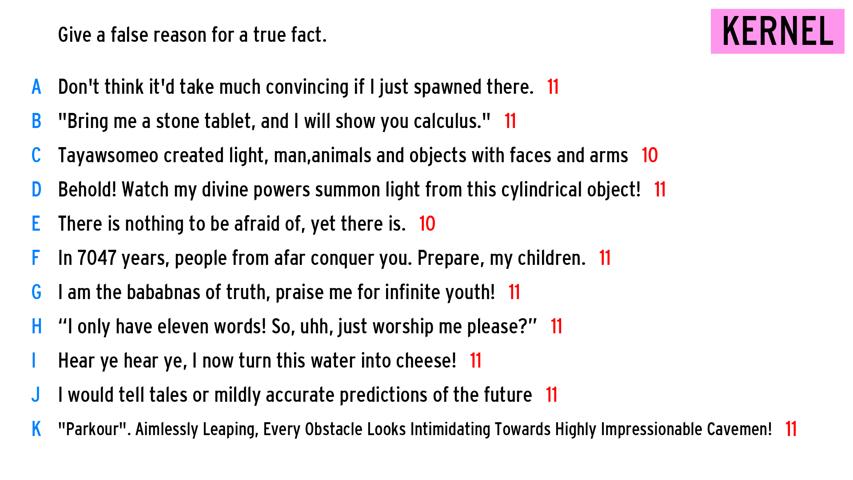 Give a false reason for a true fact.
KERNEL
A Don't think it'd take much convincing if I just spawned there. 11
B "Bring me a stone tablet, and I will show you calculus." 11
C Tayawsomeo created light, man,animals and objects with faces and arms 10
D Behold! Watch my divine powers summon light from this cylindrical object! 11
E There is nothing to be afraid of, yet there is. 10
F In 7047 years, people from afar conquer you. Prepare, my children. 11
G I am the bababnas of truth, praise me for infinite youth! 11
H “I only have eleven words! So, uhh, just worship me please?” 11
I Hear ye hear ye, I now turn this water into cheese! 11
J I would tell tales or mildly accurate predictions of the future 11
K "Parkour". Aimlessly Leaping, Every Obstacle Looks Intimidating Towards Highly Impressionable Cavemen! 11